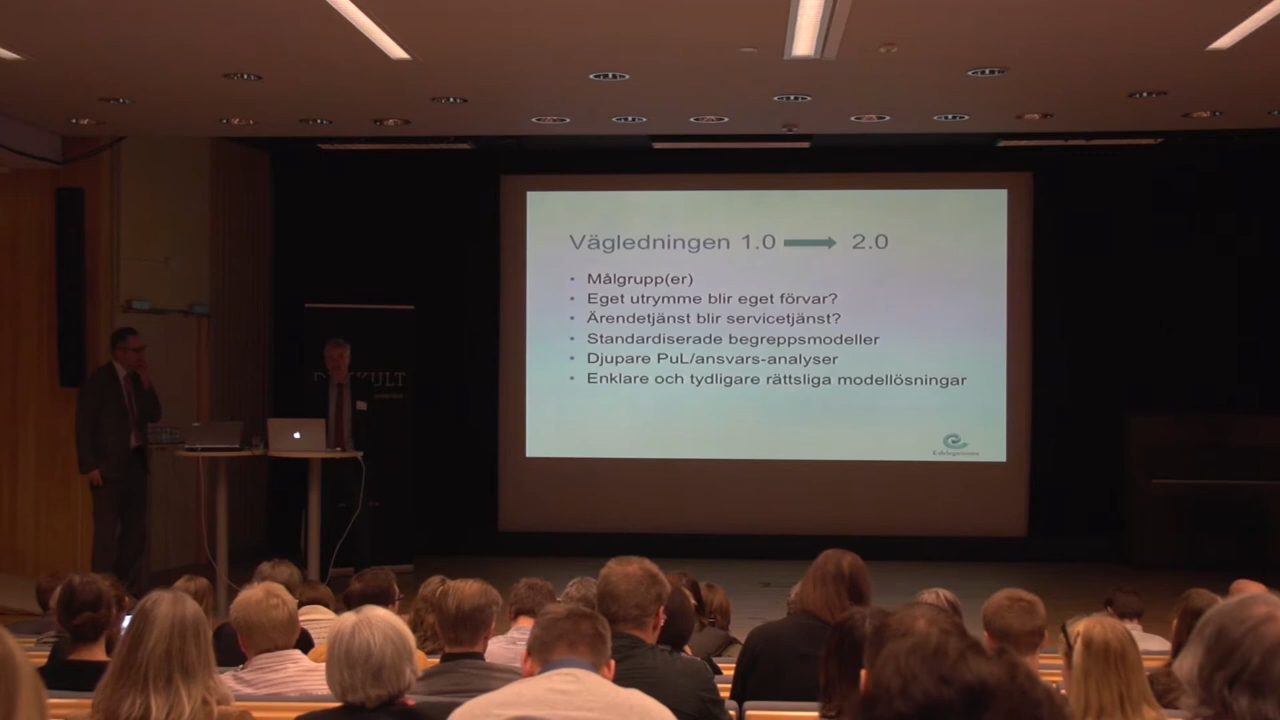 Vägledningen 1.0 → 2.0
• Målgrupp(er)
• Eget utrymme blir eget förvar?
• Ärendetjänst blir servicetjänst?
• Standardiserade begreppsmodeller
• Djupare PuL/ansvars-analyser
• Enklare och tydligare rättsliga modellösningar
E-delegationen